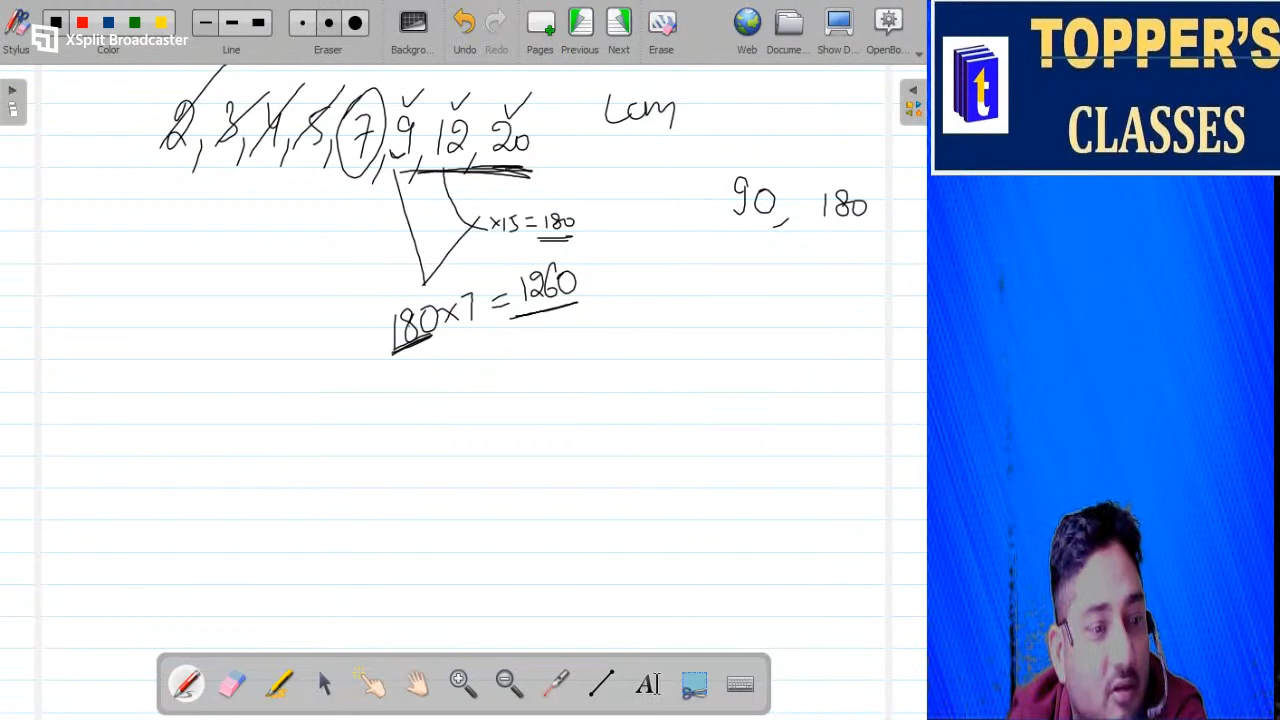 Stylus
Color
Line
Eraser
Backgro...
Undo
Redo
Pages
Previous
Next
Erase
Web
Docume...
Show D...
OpenBo...
XSplit Broadcaster
TOPPER'S
CLASSES
t
2, 3, 4, 5, 7, 9, 12, 20
Lcm
90, 180
×15 = 180
180×7 = 1260
A